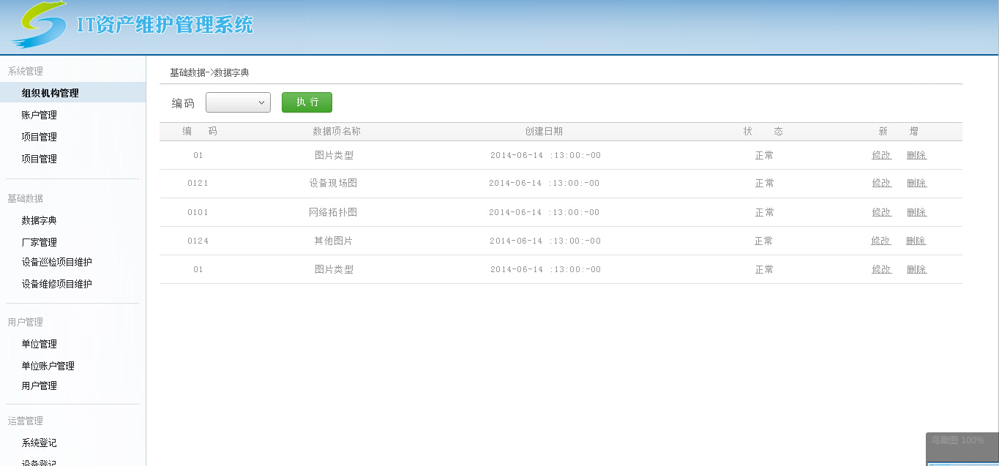 IT资产维护管理系统
系统管理
组织机构管理
账户管理
项目管理
项目管理
基础数据
数据字典
厂家管理
设备巡检项目维护
设备维修项目维护
用户管理
单位管理
单位账户管理
用户管理
运营管理
系统登记
设备登记
基础数据->数据字典
编码 执 行
编 码 数据项名称 创建日期 状 态 新 增
01 图片类型 2014-06-14 :13:00:-00 正常 修改 删除
0121 设备现场图 2014-06-14 :13:00:-00 正常 修改 删除
0101 网络拓扑图 2014-06-14 :13:00:-00 正常 修改 删除
0124 其他图片 2014-06-14 :13:00:-00 正常 修改 删除
01 图片类型 2014-06-14 :13:00:-00 正常 修改 删除
鸟瞰图 100%